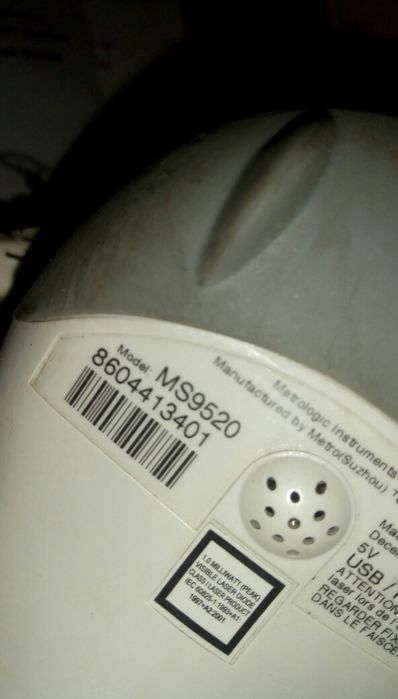 Model: MS9520
8604413401
Metrologic Instruments
Manufactured by Metro(Suzhou)
5V
USB
ATTENTION
laser lors de l'
REGARDER FIX
DANS LE FAISCE
1.0 MILLIWATT (PEAK)
VISIBLE LASER DIODE
CLASS I LASER PRODUCT
IEC 60825-1:1993+A1:
1997+A2:2001